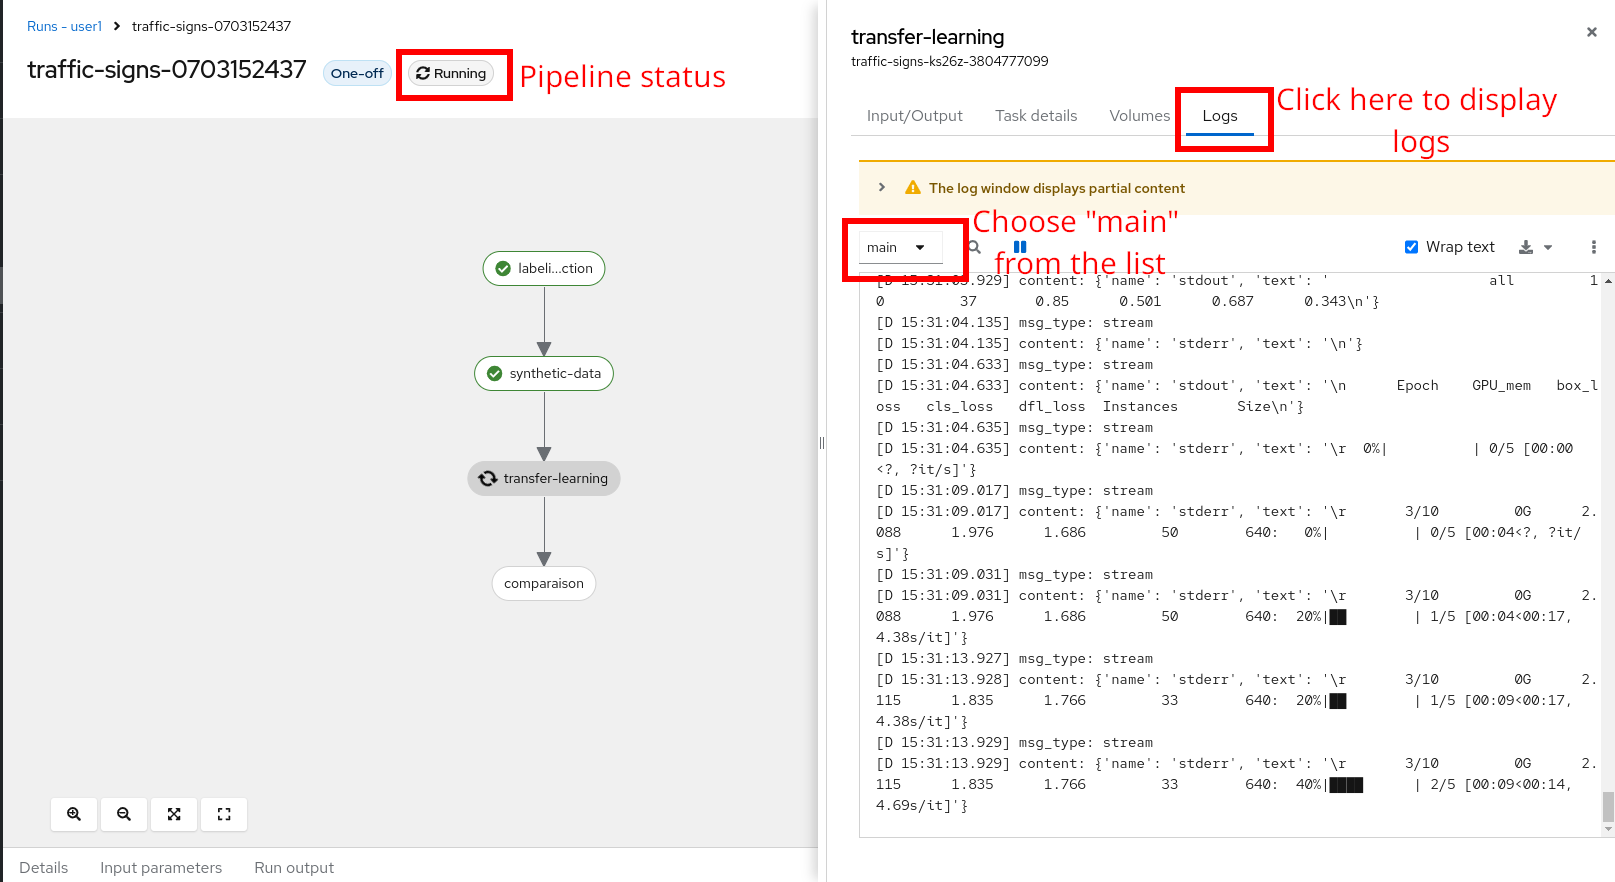 Runs - user1 > traffic-signs-0703152437
traffic-signs-0703152437 One-off Running
Pipeline status
labeli...ction
synthetic-data
transfer-learning
comparaison
Details Input parameters Run output
transfer-learning
traffic-signs-ks26z-3804777099
Input/Output Task details Volumes Logs
Click here to display
logs
The log window displays partial content
Choose "main"
from the list
main Wrap text
[D 15:31:03.929] content: {'name': 'stdout', 'text': ' all 1
0 37 0.85 0.501 0.687 0.343\n'}
[D 15:31:04.135] msg_type: stream
[D 15:31:04.135] content: {'name': 'stderr', 'text': '\n'}
[D 15:31:04.633] msg_type: stream
[D 15:31:04.633] content: {'name': 'stdout', 'text': '\n Epoch GPU_mem box_l
oss cls_loss dfl_loss Instances Size\n'}
[D 15:31:04.635] msg_type: stream
[D 15:31:04.635] content: {'name': 'stderr', 'text': '\r 0%| | 0/5 [00:00
<?, ?it/s]'}
[D 15:31:09.017] msg_type: stream
[D 15:31:09.017] content: {'name': 'stderr', 'text': '\r 3/10 0G 2.
088 1.976 1.686 50 640: 0%| | 0/5 [00:04<?, ?it/
s]'}
[D 15:31:09.031] msg_type: stream
[D 15:31:09.031] content: {'name': 'stderr', 'text': '\r 3/10 0G 2.
088 1.976 1.686 50 640: 20%|██ | 1/5 [00:04<00:17,
4.38s/it]'}
[D 15:31:13.927] msg_type: stream
[D 15:31:13.928] content: {'name': 'stderr', 'text': '\r 3/10 0G 2.
115 1.835 1.766 33 640: 20%|██ | 1/5 [00:09<00:17,
4.38s/it]'}
[D 15:31:13.929] msg_type: stream
[D 15:31:13.929] content: {'name': 'stderr', 'text': '\r 3/10 0G 2.
115 1.835 1.766 33 640: 40%|████ | 2/5 [00:09<00:14,
4.69s/it]'}